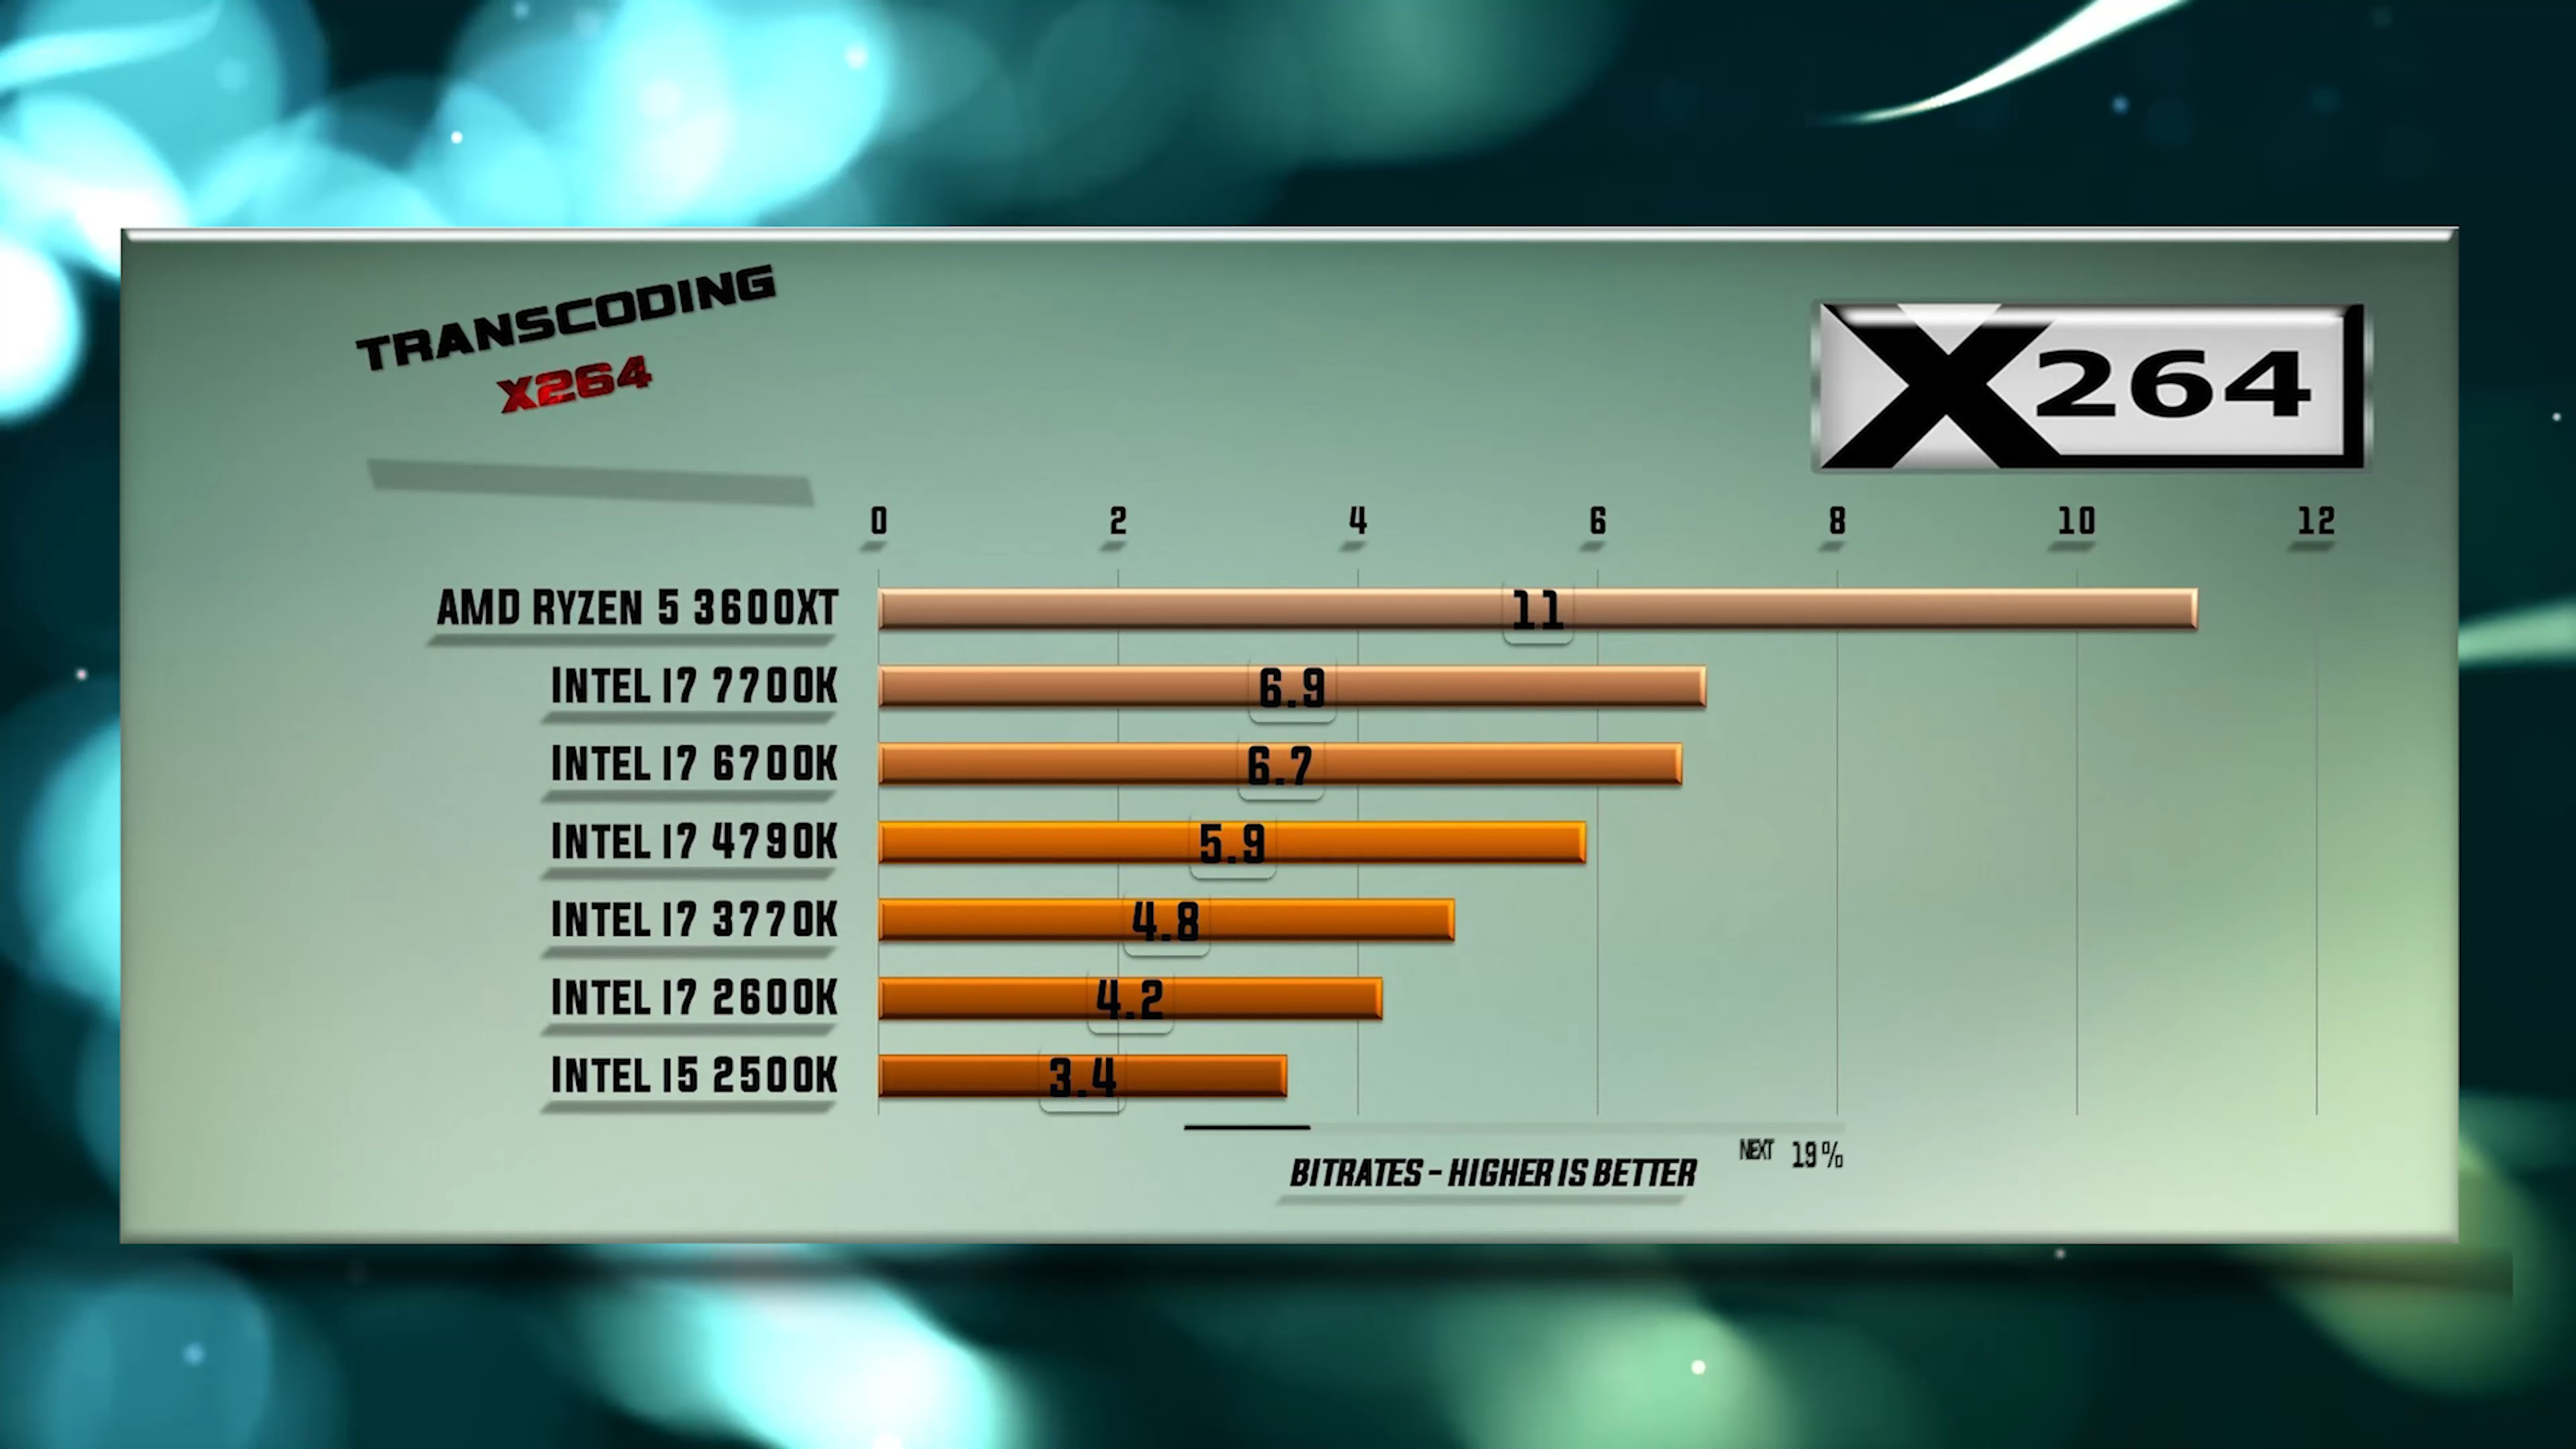 TRANSCODING
X264
X264
0 2 4 6 8 10 12
AMD RYZEN 5 3600XT 11
INTEL I7 7700K 6.9
INTEL I7 6700K 6.7
INTEL I7 4790K 5.9
INTEL I7 3770K 4.8
INTEL I7 2600K 4.2
INTEL I5 2500K 3.4
NEXT 19%
BITRATES - HIGHER IS BETTER